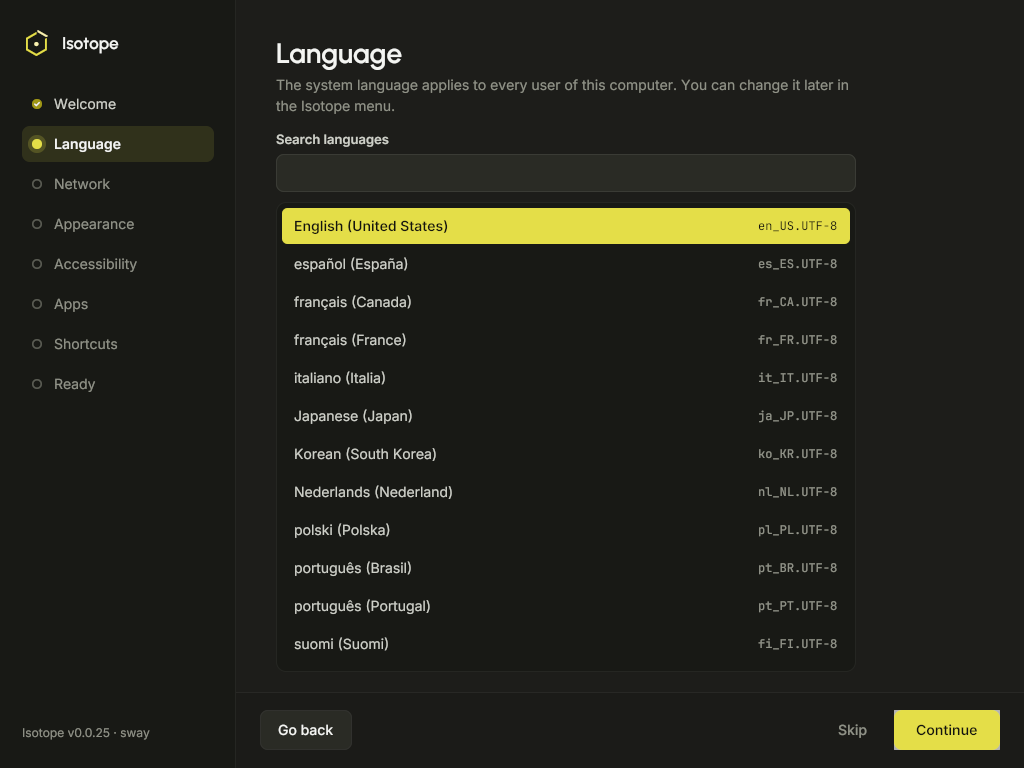 Isotope
Welcome
Language
Network
Appearance
Accessibility
Apps
Shortcuts
Ready
Isotope v0.0.25 · sway
Language
The system language applies to every user of this computer. You can change it later in
the Isotope menu.
Search languages
English (United States) en_US.UTF-8
español (España) es_ES.UTF-8
français (Canada) fr_CA.UTF-8
français (France) fr_FR.UTF-8
italiano (Italia) it_IT.UTF-8
Japanese (Japan) ja_JP.UTF-8
Korean (South Korea) ko_KR.UTF-8
Nederlands (Nederland) nl_NL.UTF-8
polski (Polska) pl_PL.UTF-8
português (Brasil) pt_BR.UTF-8
português (Portugal) pt_PT.UTF-8
suomi (Suomi) fi_FI.UTF-8
Go back Skip Continue